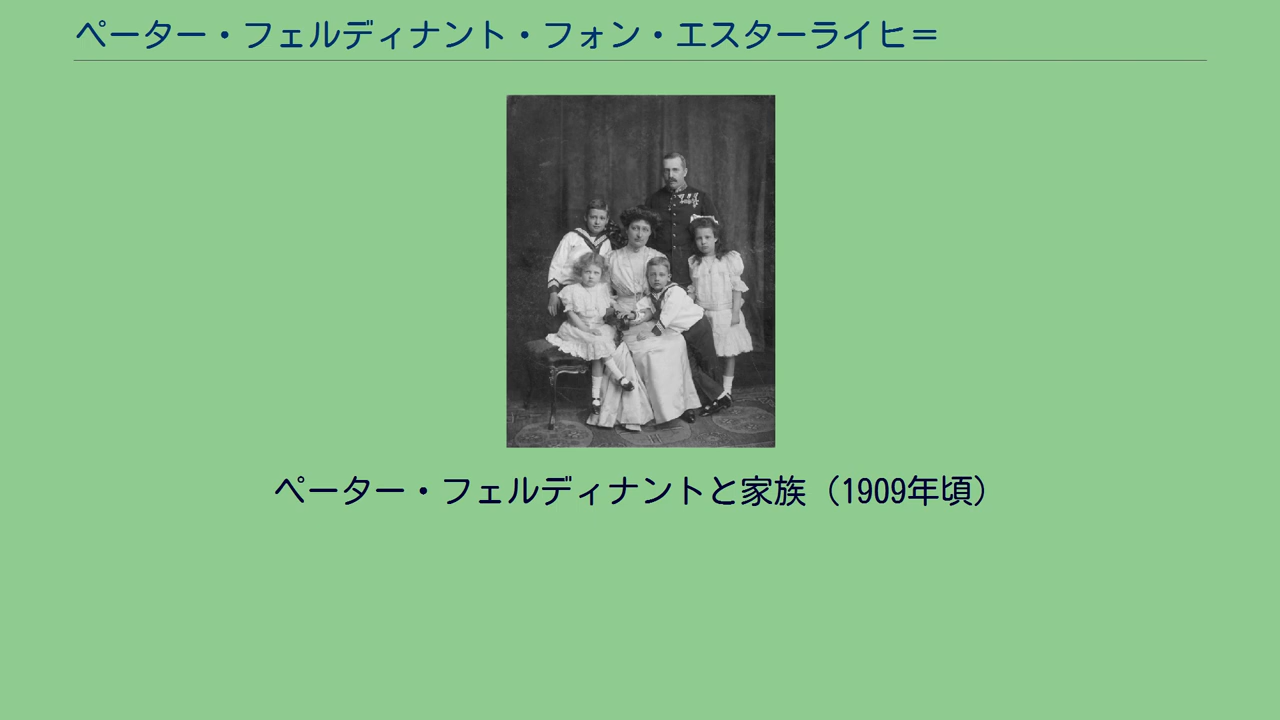 ペーター・フェルディナント・フォン・エスターライヒ＝
ペーター・フェルディナントと家族（1909年頃）